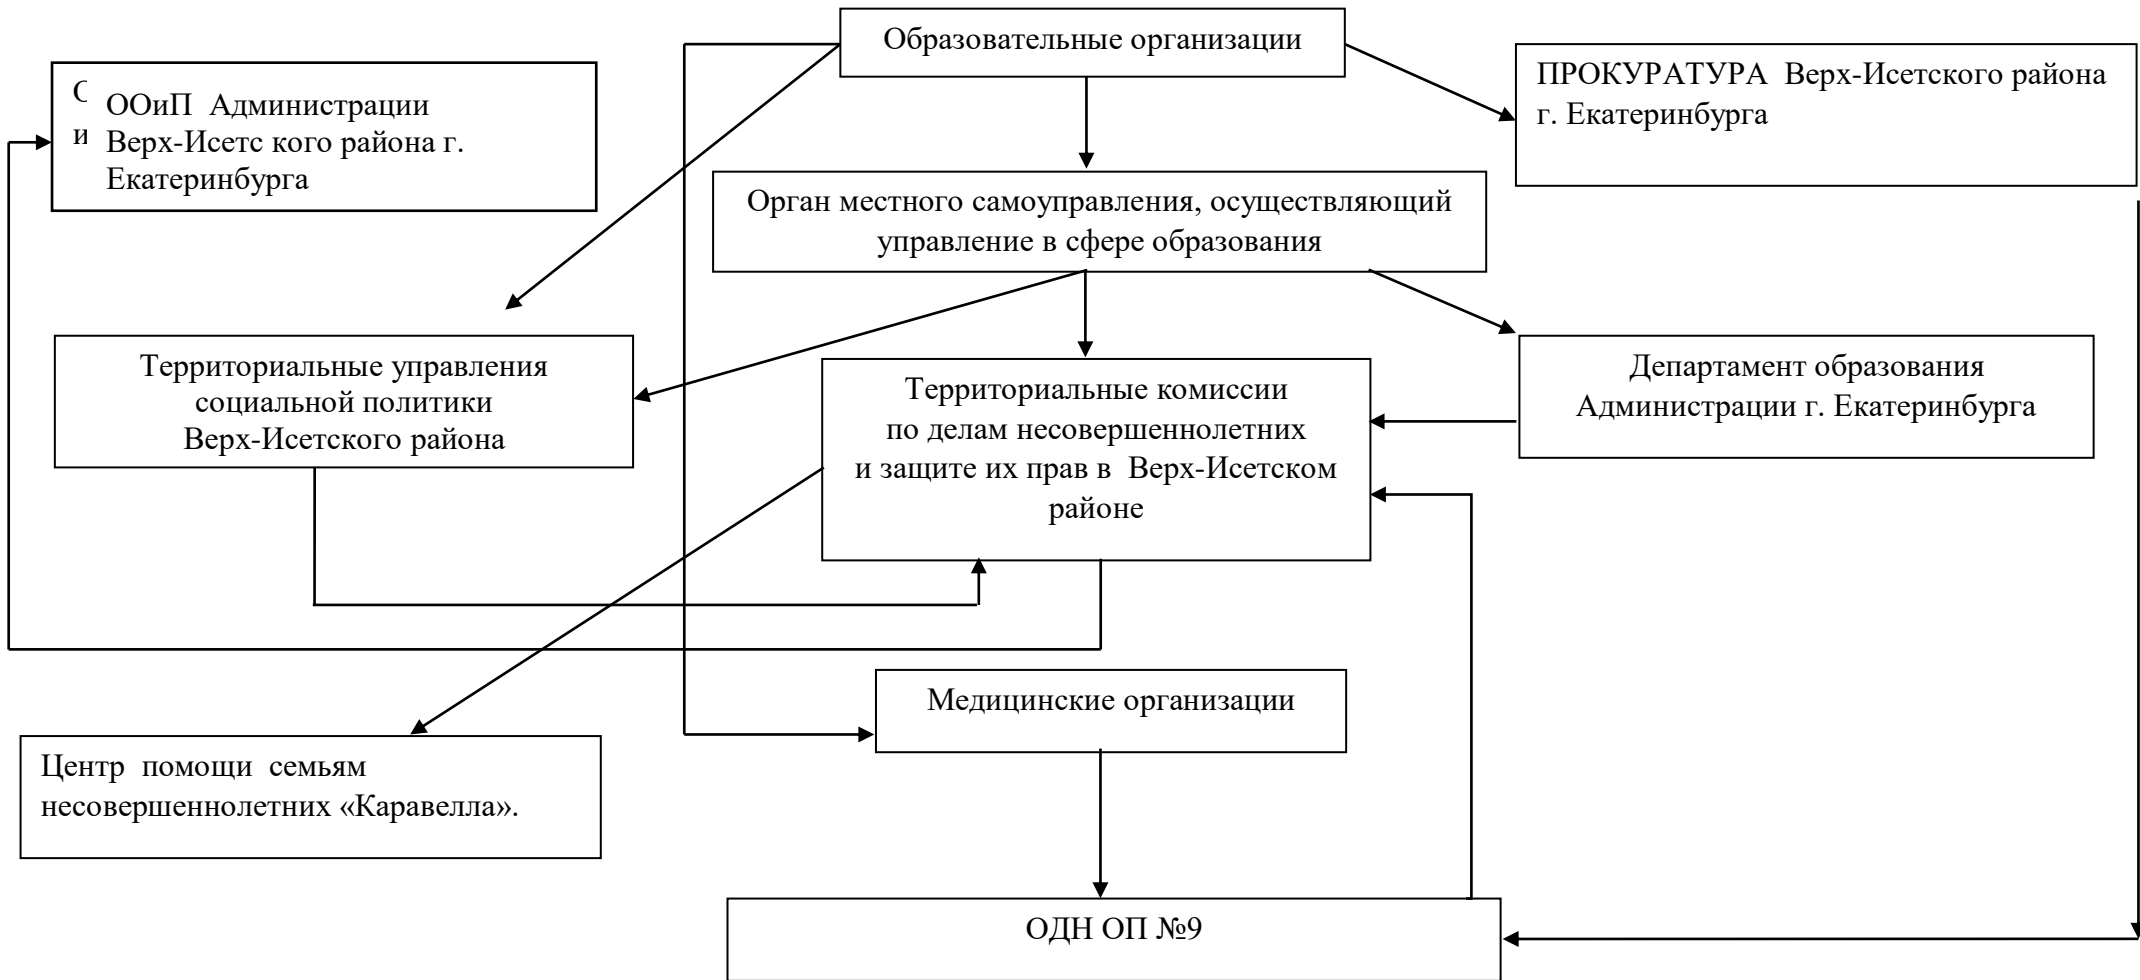 Образовательные организации
ПРОКУРАТУРА Верх-Исетского района
г. Екатеринбурга
С
и
ООиП Администрации
Верх-Исетс кого района г.
Екатеринбурга
Орган местного самоуправления, осуществляющий
управление в сфере образования
Территориальные управления
социальной политики
Верх-Исетского района
Территориальные комиссии
по делам несовершеннолетних
и защите их прав в Верх-Исетском
районе
Департамент образования
Администрации г. Екатеринбурга
Медицинские организации
Центр помощи семьям
несовершеннолетних «Каравелла».
ОДН ОП №9